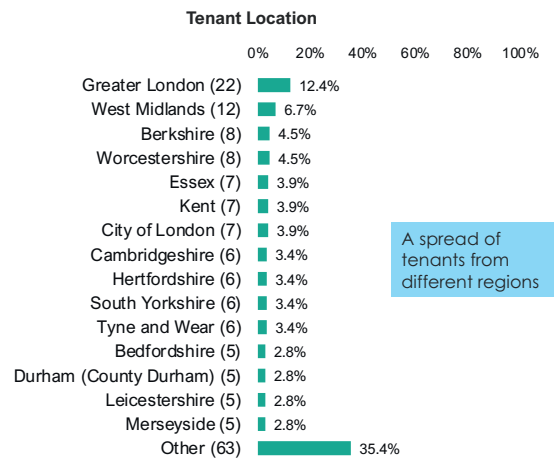 Tenant Location
0% 20% 40% 60% 80% 100%
Greater London (22) 12.4%
West Midlands (12) 6.7%
Berkshire (8) 4.5%
Worcestershire (8) 4.5%
Essex (7) 3.9%
Kent (7) 3.9%
City of London (7) 3.9%
Cambridgeshire (6) 3.4%
Hertfordshire (6) 3.4%
South Yorkshire (6) 3.4%
Tyne and Wear (6) 3.4%
Bedfordshire (5) 2.8%
Durham (County Durham) (5) 2.8%
Leicestershire (5) 2.8%
Merseyside (5) 2.8%
Other (63) 35.4%
A spread of
tenants from
different regions